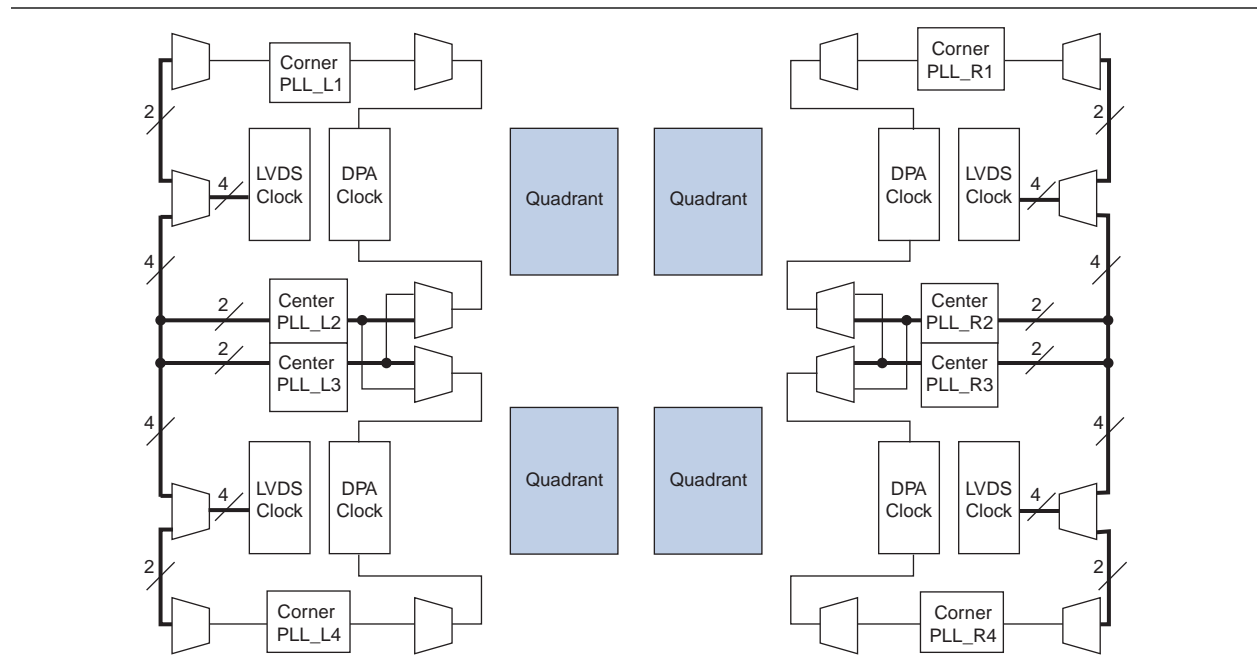 Corner
PLL_L1
Corner
PLL_R1
2
2
LVDS
Clock
DPA
Clock
Quadrant
Quadrant
DPA
Clock
LVDS
Clock
4
4
4
4
2
Center
PLL_L2
Center
PLL_R2
2
2
Center
PLL_L3
Center
PLL_R3
2
4
4
LVDS
Clock
DPA
Clock
Quadrant
Quadrant
DPA
Clock
LVDS
Clock
4
4
2
2
Corner
PLL_L4
Corner
PLL_R4